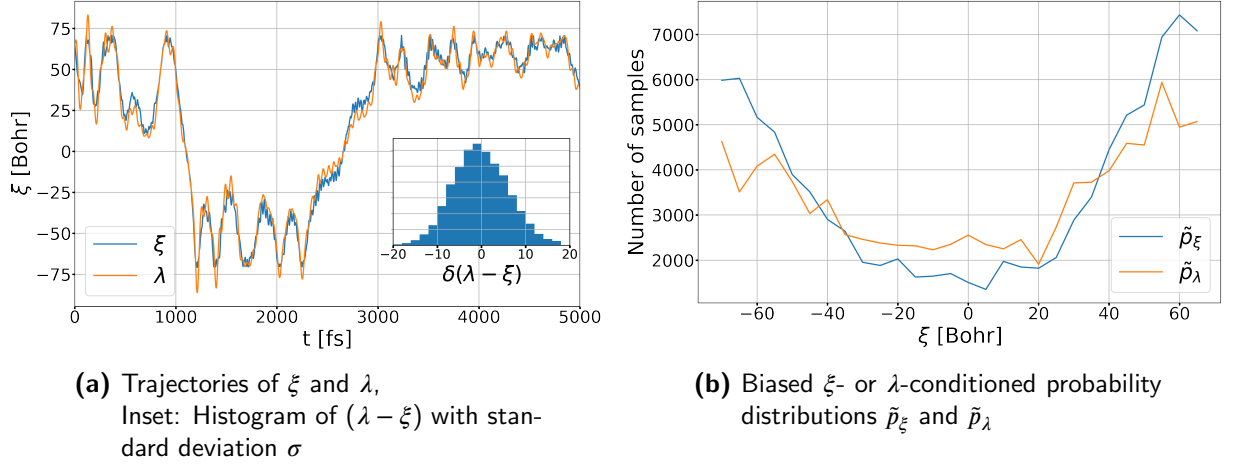 75
50
25
0
−25
−50
−75
ξ [Bohr]
ξ
λ
−20 −10 0 10 20
δ(λ − ξ)
0 1000 2000 3000 4000 5000
t [fs]
(a) Trajectories of ξ and λ,
Inset: Histogram of (λ − ξ) with stan-
dard deviation σ
7000
6000
5000
4000
3000
2000
Number of samples
p̃ξ
p̃λ
−60 −40 −20 0 20 40 60
ξ [Bohr]
(b) Biased ξ- or λ-conditioned probability
distributions p̃ξ and p̃λ